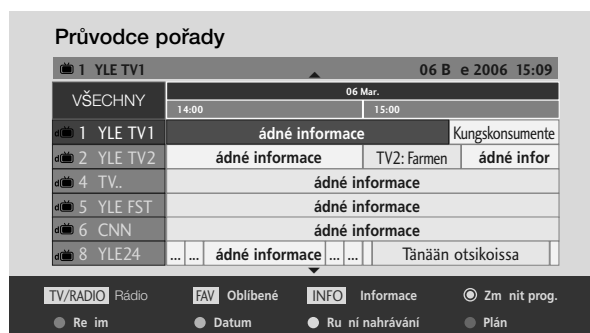 Průvodce pořady
1 YLE TV1 06 B e 2006 15:09
VŠECHNY
06 Mar.
14:00 15:00
1 YLE TV1 ádné informace Kungskonsumente
2 YLE TV2 ádné informace TV2: Farmen ádné infor
4 TV.. ádné informace
5 YLE FST ádné informace
6 CNN ádné informace
8 YLE24 ... ... ádné informace ... ... Tänään otsikoissa
TV/RADIO Rádio FAV Oblíbené INFO Informace Zm nit prog.
Re im Datum Ru ní nahrávání Plán